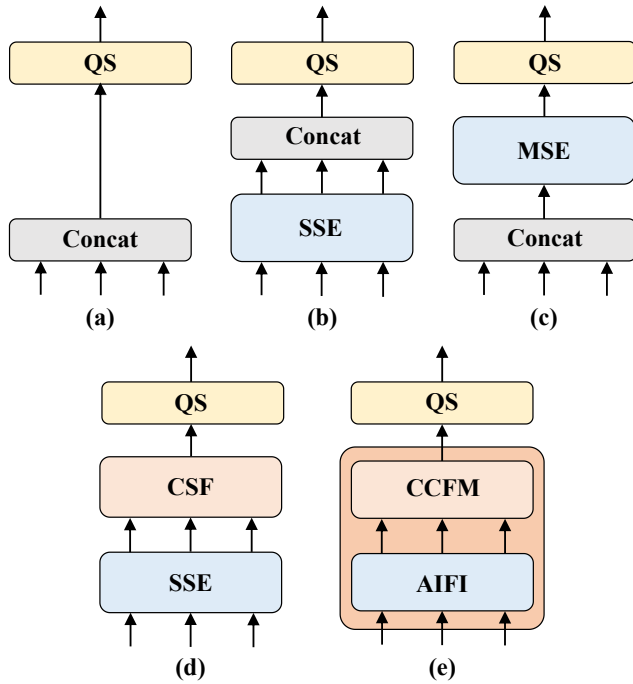 QS
Concat
(a)
QS
Concat
SSE
(b)
QS
MSE
Concat
(c)
QS
CSF
SSE
(d)
QS
CCFM
AIFI
(e)